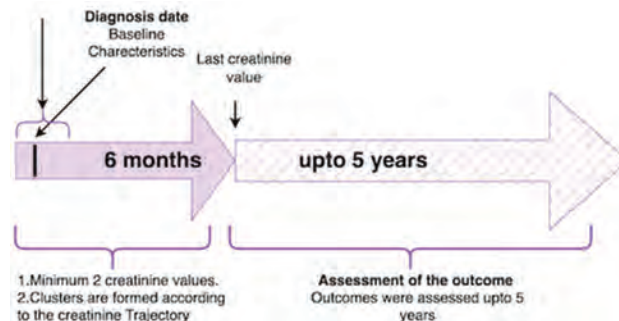 Diagnosis date
Baseline
Charecteristics
Last creatinine
value
6 months
upto 5 years
1.Minimum 2 creatinine values.
2.Clusters are formed according
to the creatinine Trajectory
Assessment of the outcome
Outcomes were assessed upto 5
years